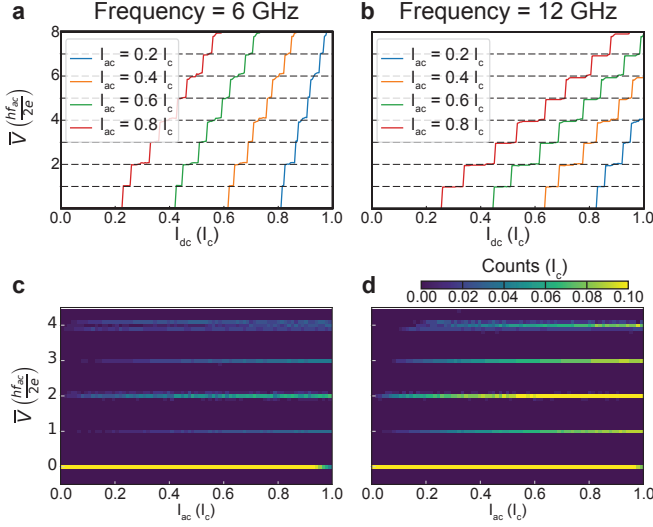 a Frequency = 6 GHz
b Frequency = 12 GHz
8
6
4
2
V̅ (hf_ac/2e)
I_ac = 0.2 I_c
I_ac = 0.4 I_c
I_ac = 0.6 I_c
I_ac = 0.8 I_c
I_ac = 0.2 I_c
I_ac = 0.4 I_c
I_ac = 0.6 I_c
I_ac = 0.8 I_c
0.0 0.2 0.4 0.6 0.8 1.0
0.0 0.2 0.4 0.6 0.8 1.0
I_dc (I_c)
I_dc (I_c)
Counts (I_c)
0.00 0.02 0.04 0.06 0.08 0.10
c
d
4
3
2
1
0
V̅ (hf_ac/2e)
0.0 0.2 0.4 0.6 0.8 1.0
0.0 0.2 0.4 0.6 0.8 1.0
I_ac (I_c)
I_ac (I_c)